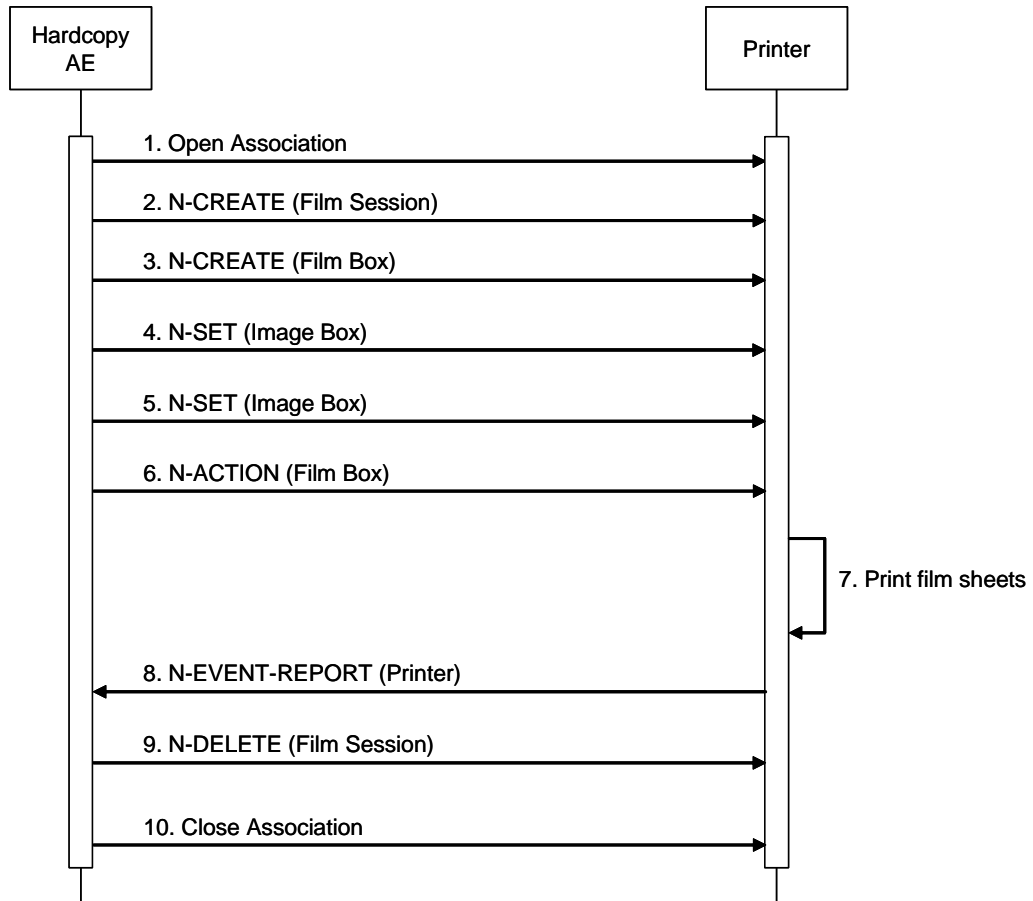 Hardcopy
AE
Printer
1. Open Association
2. N-CREATE (Film Session)
3. N-CREATE (Film Box)
4. N-SET (Image Box)
5. N-SET (Image Box)
6. N-ACTION (Film Box)
7. Print film sheets
8. N-EVENT-REPORT (Printer)
9. N-DELETE (Film Session)
10. Close Association